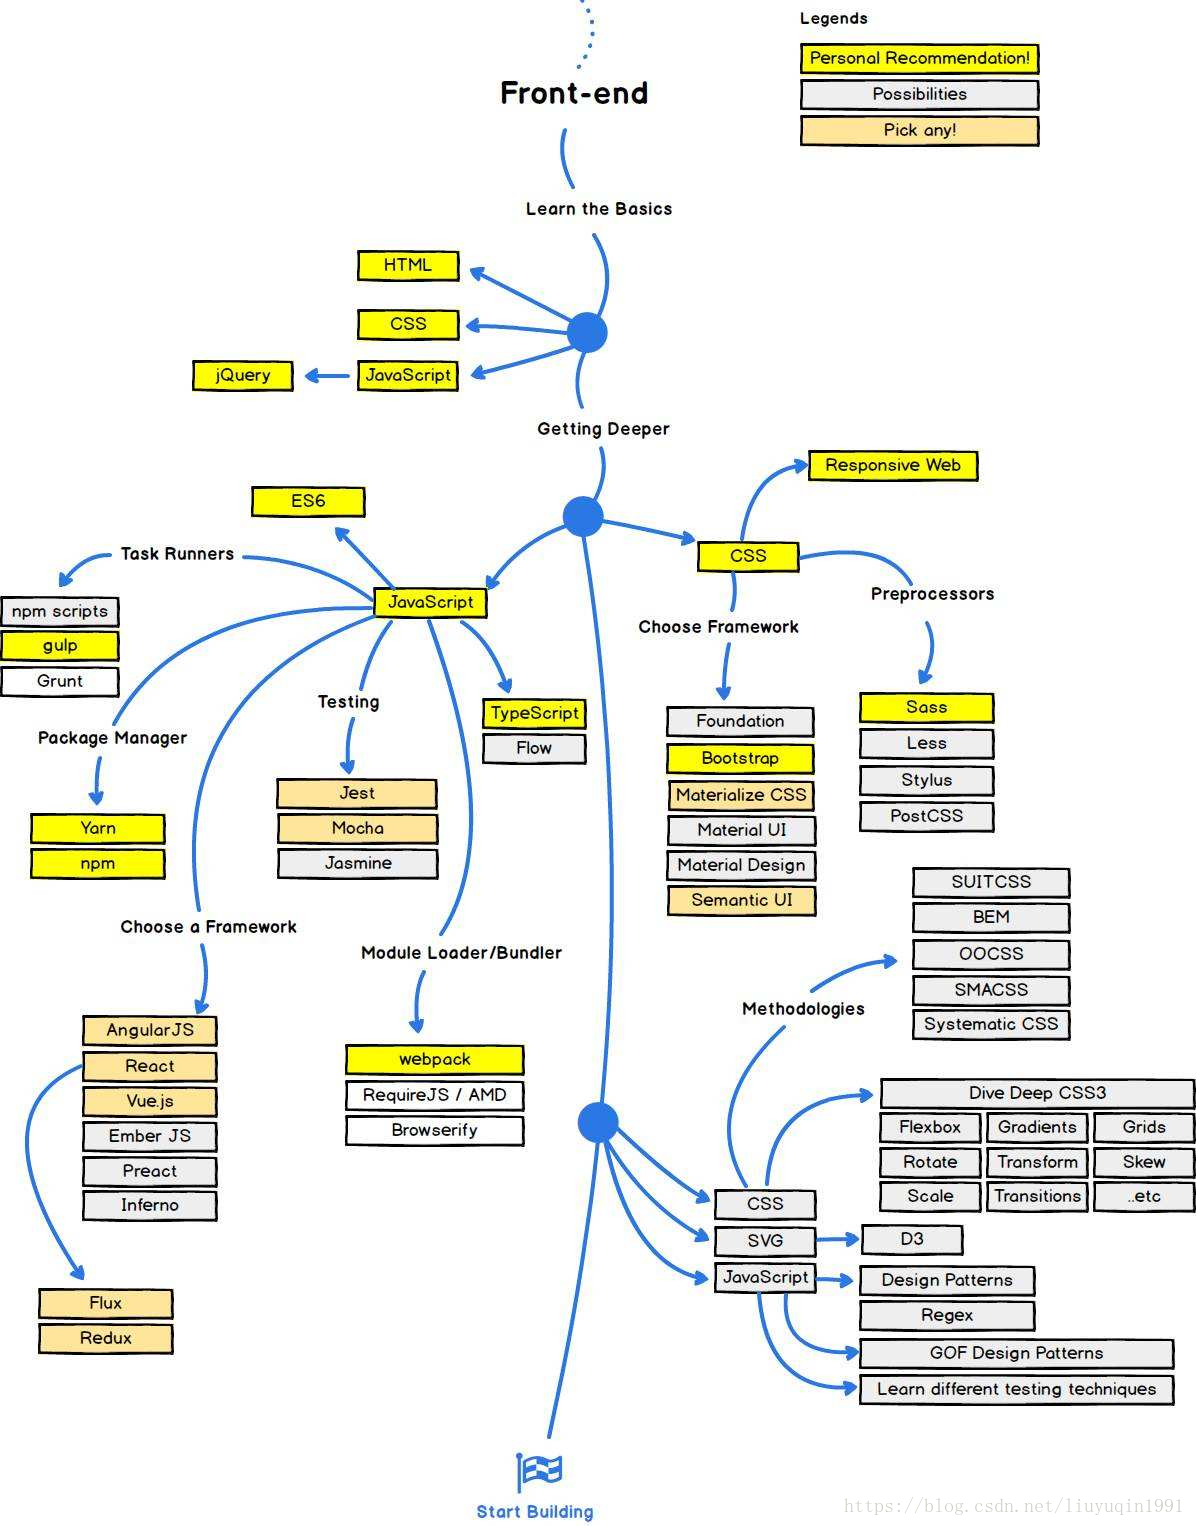 Legends
Personal Recommendation!
Possibilities
Pick any!
Front-end
Learn the Basics
HTML
CSS
JavaScript
jQuery
Getting Deeper
Responsive Web
ES6
CSS
Task Runners
npm scripts
gulp
Grunt
JavaScript
Preprocessors
Choose Framework
Testing
TypeScript
Flow
Package Manager
Yarn
npm
Jest
Mocha
Jasmine
Foundation
Bootstrap
Materialize CSS
Material UI
Material Design
Semantic UI
Sass
Less
Stylus
PostCSS
SUITCSS
BEM
OOCSS
SMACSS
Systematic CSS
Choose a Framework
Module Loader/Bundler
Methodologies
AngularJS
React
Vue.js
Ember JS
Preact
Inferno
webpack
RequireJS / AMD
Browserify
Dive Deep CSS3
Flexbox Gradients Grids
Rotate Transform Skew
Scale Transitions ..etc
CSS
SVG
D3
JavaScript
Design Patterns
Regex
GOF Design Patterns
Learn different testing techniques
Flux
Redux
Start Building
https://blog.csdn.net/liuyuqin1991